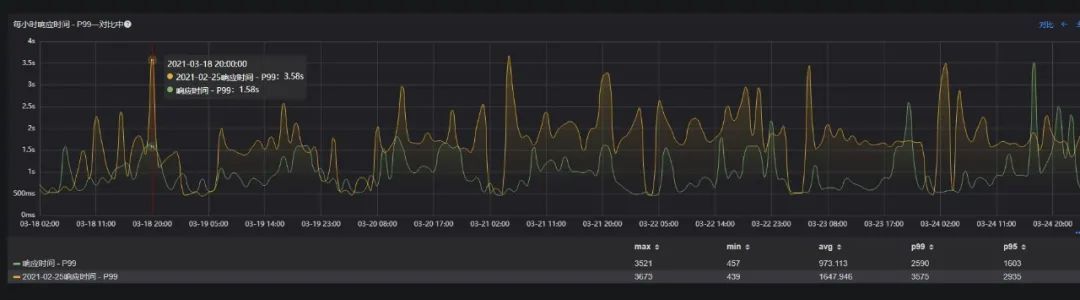 每小时响应时间 - P99—对比中
对比
4s
3.5s
3s
2.5s
2s
1.5s
1s
500ms
0ms
2021-03-18 20:00:00
2021-02-25响应时间 - P99: 3.58s
响应时间 - P99: 1.58s
03-18 02:00 03-18 11:00 03-18 20:00 03-19 05:00 03-19 14:00 03-19 23:00 03-20 08:00 03-20 17:00 03-21 02:00 03-21 11:00 03-21 20:00 03-22 05:00 03-22 14:00 03-22 23:00 03-23 08:00 03-23 17:00 03-24 02:00 03-24 11:00 03-24 20:00
max min avg p99 p95
响应时间 - P99 3521 457 973.113 2590 1603
2021-02-25响应时间 - P99 3673 439 1647.946 3575 2935